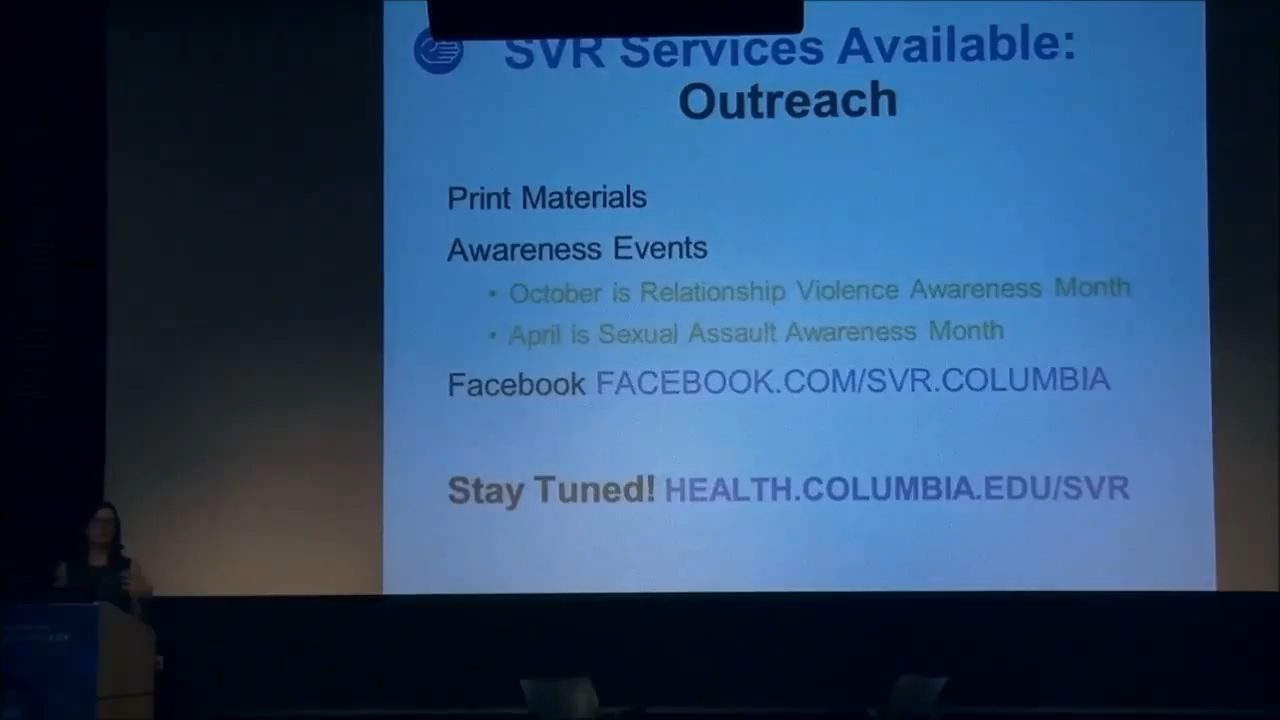 SVR Services Available:
Outreach
Print Materials
Awareness Events
• October is Relationship Violence Awareness Month
• April is Sexual Assault Awareness Month
Facebook FACEBOOK.COM/SVR.COLUMBIA
Stay Tuned! HEALTH.COLUMBIA.EDU/SVR